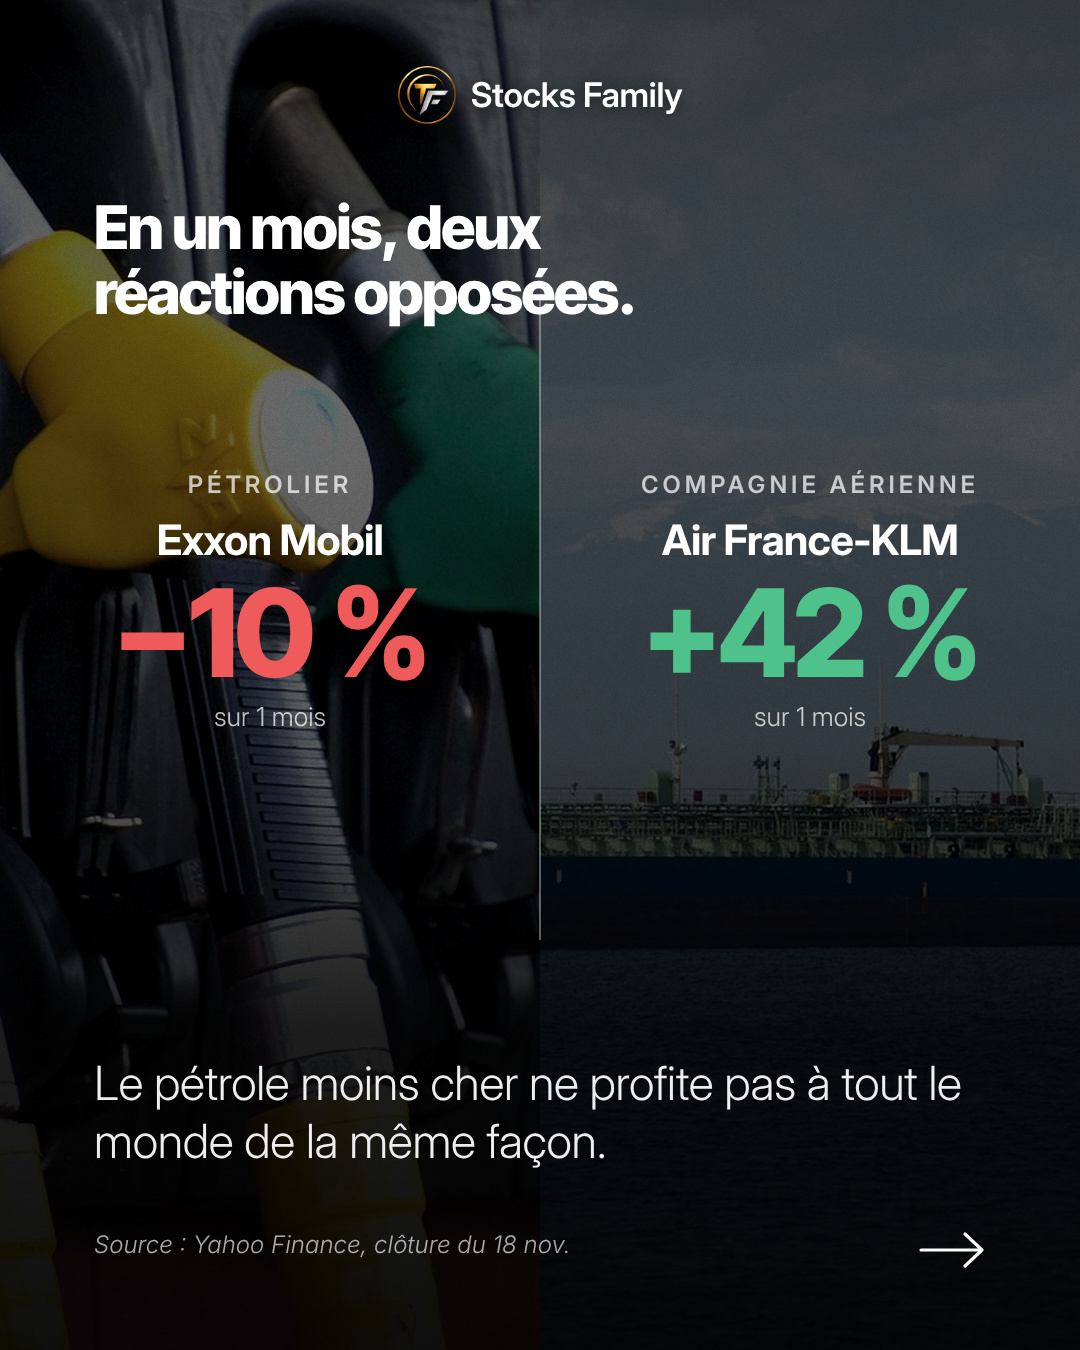 Stocks Family
En un mois, deux
réactions opposées.
PÉTROLIER
Exxon Mobil
−10 %
sur 1 mois
COMPAGNIE AÉRIENNE
Air France-KLM
+42 %
sur 1 mois
Le pétrole moins cher ne profite pas à tout le
monde de la même façon.
Source : Yahoo Finance, clôture du 18 nov.